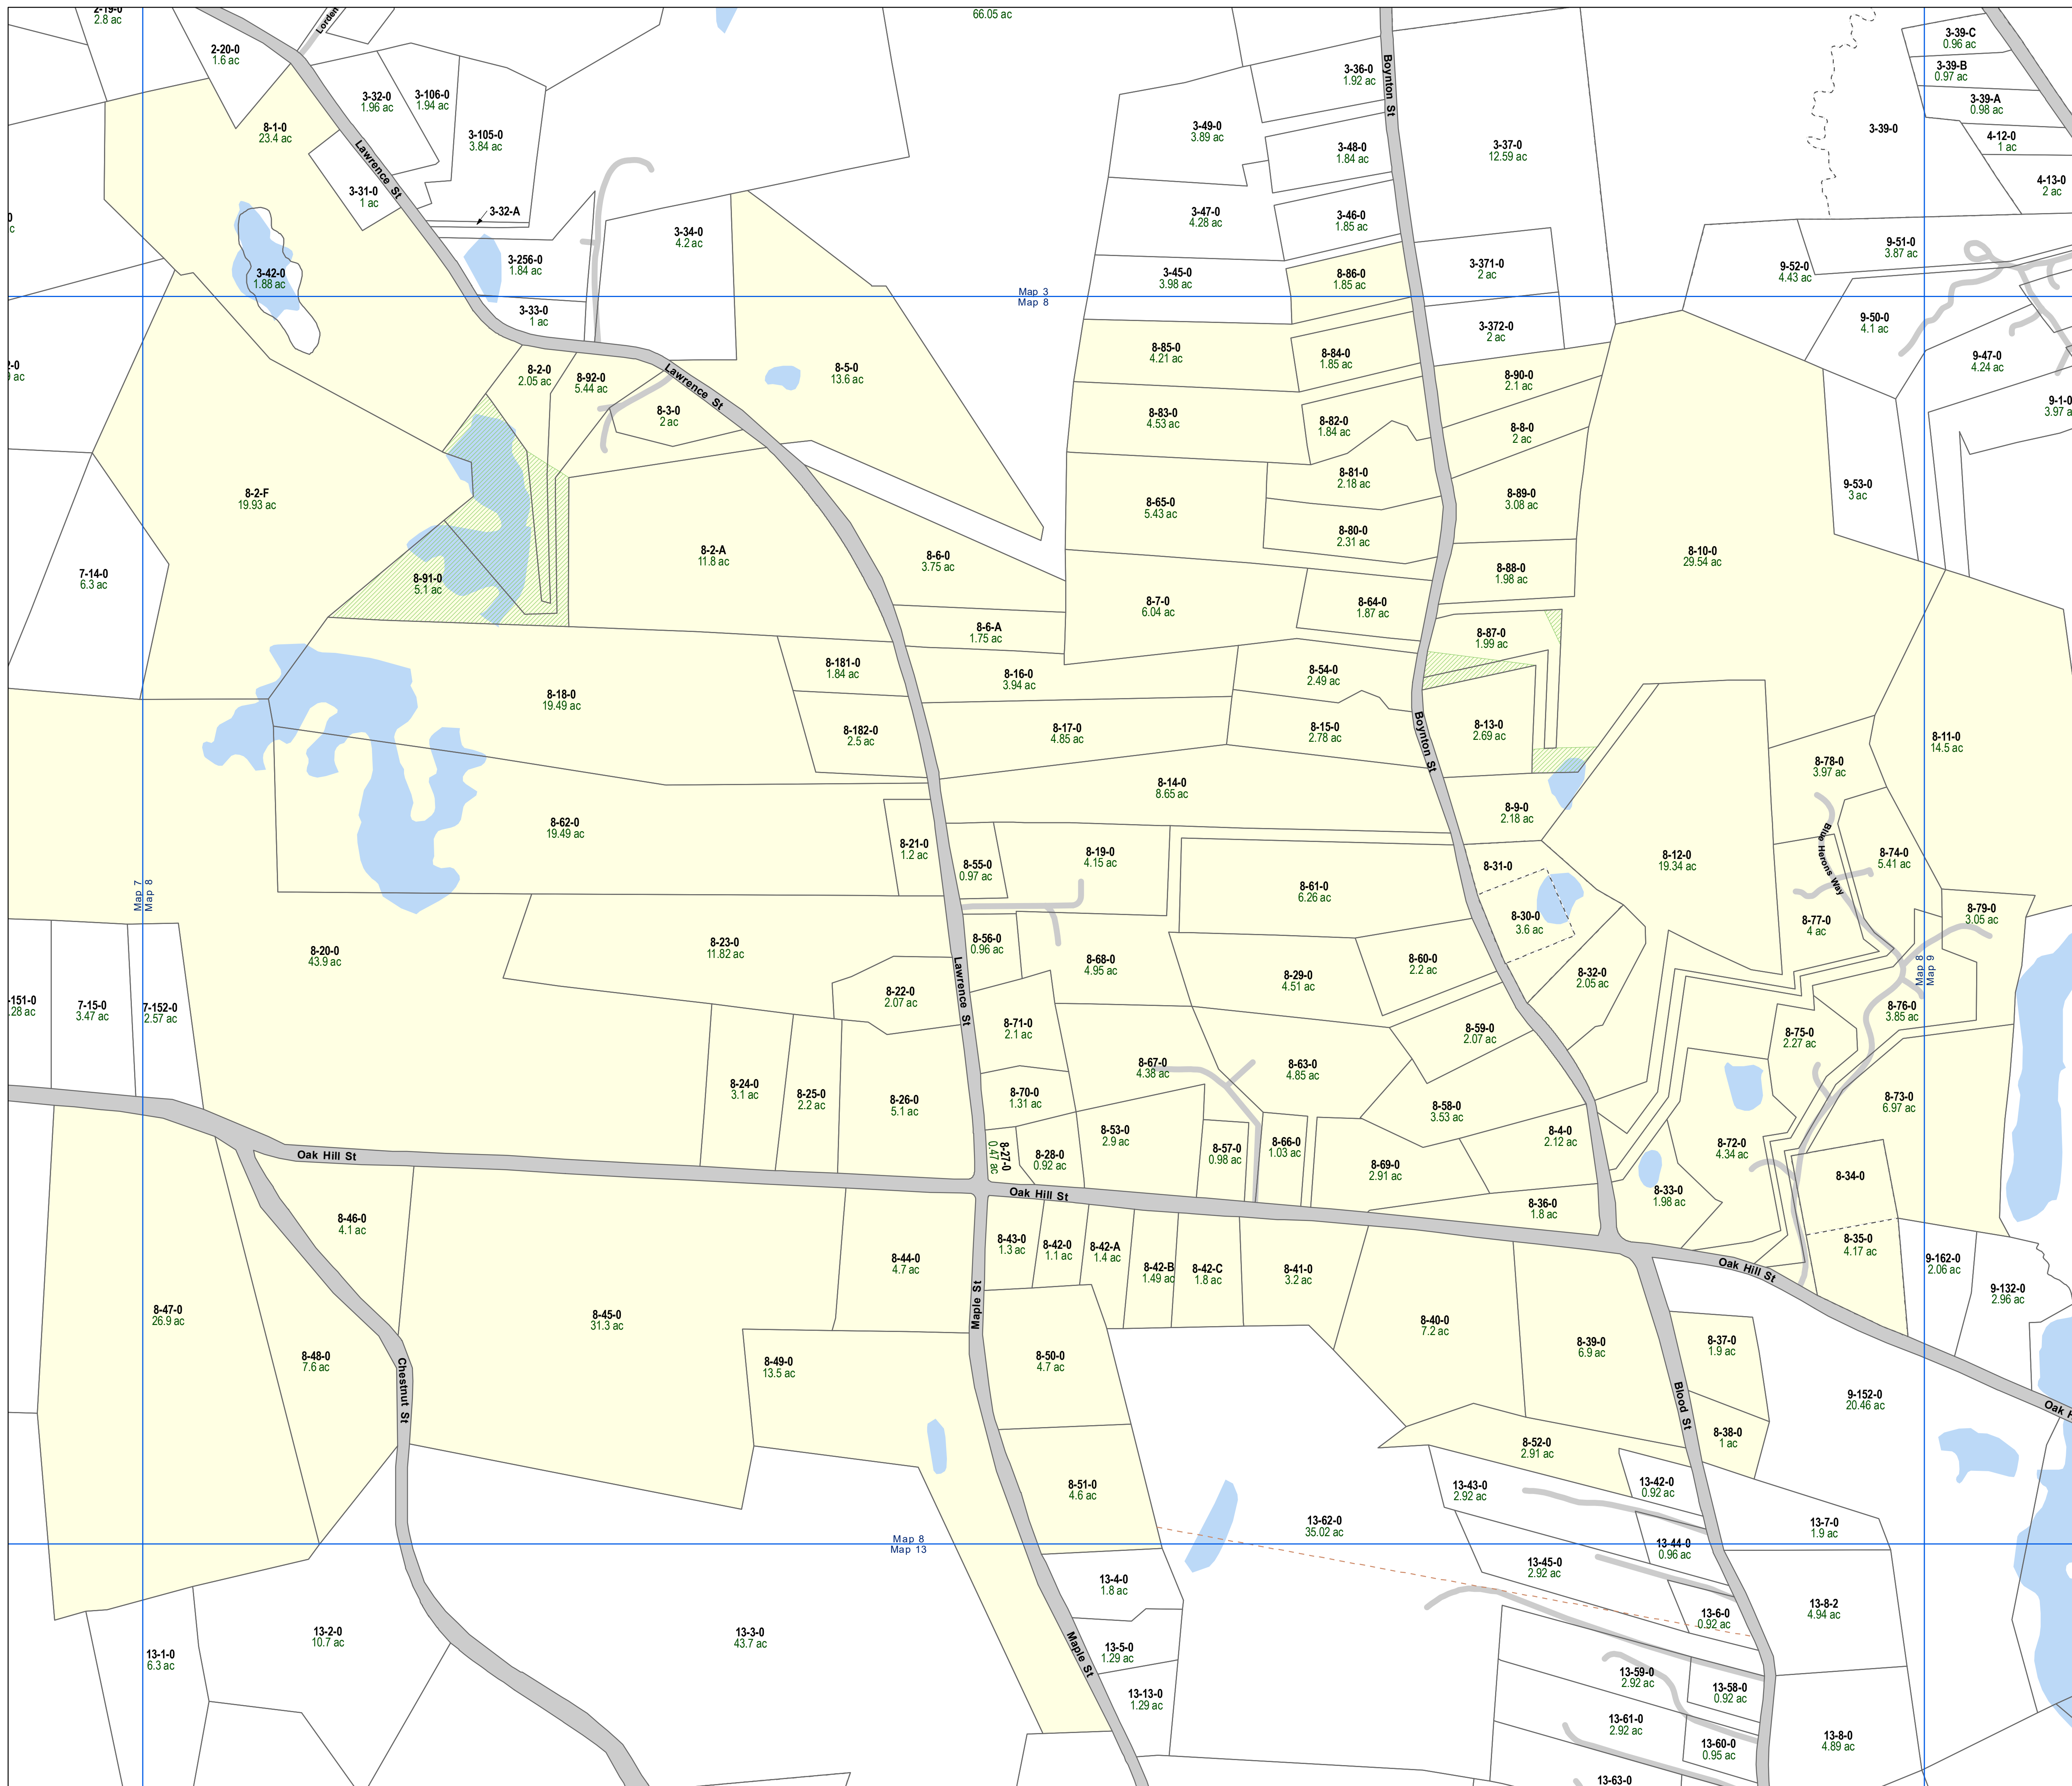 2-19-0
2.8 ac
Lorden
66.05 ac
2-20-0
1.6 ac
3-32-0
1.96 ac
3-106-0
1.94 ac
3-105-0
3.84 ac
8-1-0
23.4 ac
Lawrence St
3-31-0
1 ac
3-32-A
3-42-0
1.88 ac
3-256-0
1.84 ac
3-33-0
1 ac
3-34-0
4.2 ac
Map 3
Map 8
Boynton St
3-36-0
1.92 ac
3-49-0
3.89 ac
3-48-0
1.84 ac
3-37-0
12.59 ac
3-47-0
4.28 ac
3-46-0
1.85 ac
3-45-0
3.98 ac
8-86-0
1.85 ac
3-371-0
2 ac
3-372-0
2 ac
3-39-0
3-39-C
0.96 ac
3-39-B
0.97 ac
3-39-A
0.98 ac
4-12-0
1 ac
4-13-0
2 ac
9-51-0
3.87 ac
9-52-0
4.43 ac
9-50-0
4.1 ac
9-47-0
4.24 ac
9-1-0
3.97 a
9-53-0
3 ac
8-2-0
2.05 ac
8-92-0
5.44 ac
Lawrence St
8-3-0
2 ac
8-5-0
13.6 ac
8-85-0
4.21 ac
8-84-0
1.85 ac
8-90-0
2.1 ac
8-83-0
4.53 ac
8-82-0
1.84 ac
8-8-0
2 ac
8-81-0
2.18 ac
8-65-0
5.43 ac
8-89-0
3.08 ac
8-80-0
2.31 ac
8-10-0
29.54 ac
8-2-F
19.93 ac
7-14-0
6.3 ac
8-91-0
5.1 ac
8-2-A
11.8 ac
8-6-0
3.75 ac
8-6-A
1.75 ac
8-7-0
6.04 ac
8-64-0
1.87 ac
8-88-0
1.98 ac
8-87-0
1.99 ac
8-18-0
19.49 ac
8-181-0
1.84 ac
8-182-0
2.5 ac
8-16-0
3.94 ac
8-17-0
4.85 ac
8-54-0
2.49 ac
8-15-0
2.78 ac
Boynton St
8-13-0
2.69 ac
8-78-0
3.97 ac
8-11-0
14.5 ac
8-14-0
8.65 ac
8-9-0
2.18 ac
8-62-0
19.49 ac
8-21-0
1.2 ac
8-55-0
0.97 ac
8-19-0
4.15 ac
8-61-0
6.26 ac
8-31-0
8-30-0
3.6 ac
8-12-0
19.34 ac
Blue Herons Way
8-74-0
5.41 ac
8-77-0
4 ac
8-79-0
3.05 ac
Map 7
Map 8
8-20-0
43.9 ac
8-23-0
11.82 ac
8-22-0
2.07 ac
Lawrence St
8-56-0
0.96 ac
8-68-0
4.95 ac
8-29-0
4.51 ac
8-60-0
2.2 ac
8-32-0
2.05 ac
Map 8
Map 9
8-76-0
3.85 ac
8-75-0
2.27 ac
-151-0
.28 ac
7-15-0
3.47 ac
7-152-0
2.57 ac
8-71-0
2.1 ac
8-59-0
2.07 ac
8-67-0
4.38 ac
8-63-0
4.85 ac
8-24-0
3.1 ac
8-25-0
2.2 ac
8-26-0
5.1 ac
8-70-0
1.31 ac
8-58-0
3.53 ac
8-73-0
6.97 ac
8-27-0
0.47 ac
8-28-0
0.92 ac
8-53-0
2.9 ac
8-57-0
0.98 ac
8-66-0
1.03 ac
8-69-0
2.91 ac
8-4-0
2.12 ac
8-72-0
4.34 ac
8-34-0
8-33-0
1.98 ac
8-36-0
1.8 ac
Oak Hill St
Oak Hill St
Oak Hill St
8-35-0
4.17 ac
9-162-0
2.06 ac
9-132-0
2.96 ac
8-46-0
4.1 ac
8-44-0
4.7 ac
8-43-0
1.3 ac
8-42-0
1.1 ac
8-42-A
1.4 ac
8-42-B
1.49 ac
8-42-C
1.8 ac
8-41-0
3.2 ac
8-47-0
26.9 ac
8-48-0
7.6 ac
Chestnut St
8-45-0
31.3 ac
8-49-0
13.5 ac
Maple St
8-50-0
4.7 ac
8-40-0
7.2 ac
8-39-0
6.9 ac
8-37-0
1.9 ac
Blood St
8-38-0
1 ac
9-152-0
20.46 ac
Oak H
8-52-0
2.91 ac
8-51-0
4.6 ac
13-43-0
2.92 ac
13-42-0
0.92 ac
13-62-0
35.02 ac
13-7-0
1.9 ac
Map 8
Map 13
13-44-0
0.96 ac
13-45-0
2.92 ac
13-4-0
1.8 ac
13-6-0
0.92 ac
13-8-2
4.94 ac
13-1-0
6.3 ac
13-2-0
10.7 ac
13-3-0
43.7 ac
Maple St
13-5-0
1.29 ac
13-13-0
1.29 ac
13-59-0
2.92 ac
13-58-0
0.92 ac
13-61-0
2.92 ac
13-60-0
0.95 ac
13-8-0
4.89 ac
13-63-0